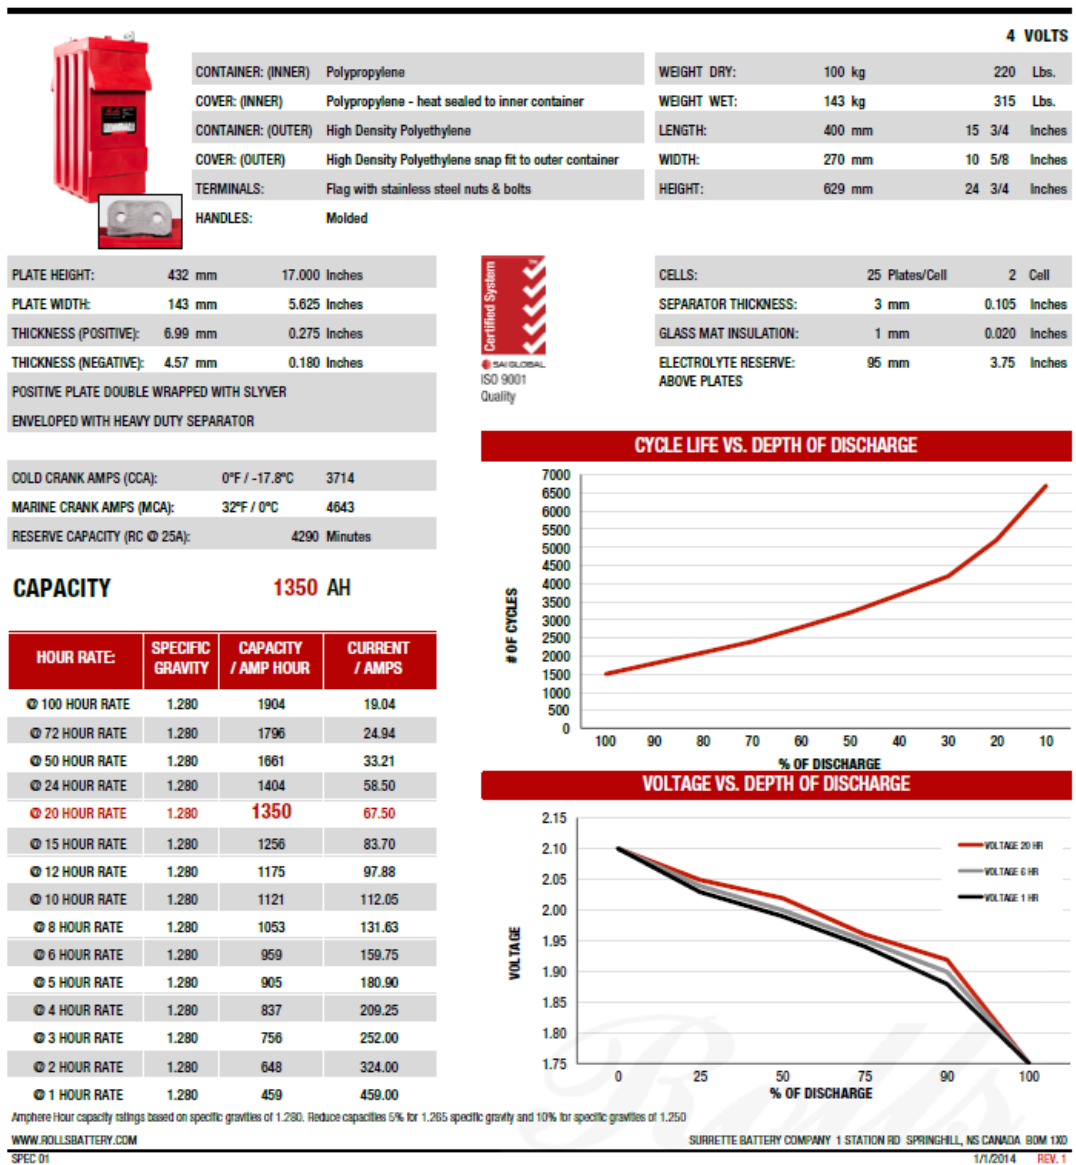 4 VOLTS
CONTAINER: (INNER) Polypropylene
COVER: (INNER) Polypropylene - heat sealed to inner container
CONTAINER: (OUTER) High Density Polyethylene
COVER: (OUTER) High Density Polyethylene snap fit to outer container
TERMINALS: Flag with stainless steel nuts & bolts
HANDLES: Molded
WEIGHT DRY: 100 kg 220 Lbs.
WEIGHT WET: 143 kg 315 Lbs.
LENGTH: 400 mm 15 3/4 Inches
WIDTH: 270 mm 10 5/8 Inches
HEIGHT: 629 mm 24 3/4 Inches
PLATE HEIGHT: 432 mm 17.000 Inches
PLATE WIDTH: 143 mm 5.625 Inches
THICKNESS (POSITIVE): 6.99 mm 0.275 Inches
THICKNESS (NEGATIVE): 4.57 mm 0.180 Inches
POSITIVE PLATE DOUBLE WRAPPED WITH SLYVER
ENVELOPED WITH HEAVY DUTY SEPARATOR
Certified System
TM
SAI GLOBAL
ISO 9001
Quality
CELLS: 25 Plates/Cell 2 Cell
SEPARATOR THICKNESS: 3 mm 0.105 Inches
GLASS MAT INSULATION: 1 mm 0.020 Inches
ELECTROLYTE RESERVE: 95 mm 3.75 Inches
ABOVE PLATES
COLD CRANK AMPS (CCA): 0°F / -17.8°C 3714
MARINE CRANK AMPS (MCA): 32°F / 0°C 4643
RESERVE CAPACITY (RC @ 25A): 4290 Minutes
CAPACITY 1350 AH
HOUR RATE: SPECIFIC CAPACITY CURRENT
GRAVITY / AMP HOUR / AMPS
@ 100 HOUR RATE 1.280 1904 19.04
@ 72 HOUR RATE 1.280 1796 24.94
@ 50 HOUR RATE 1.280 1661 33.21
@ 24 HOUR RATE 1.280 1404 58.50
@ 20 HOUR RATE 1.280 1350 67.50
@ 15 HOUR RATE 1.280 1256 83.70
@ 12 HOUR RATE 1.280 1175 97.88
@ 10 HOUR RATE 1.280 1121 112.05
@ 8 HOUR RATE 1.280 1053 131.63
@ 6 HOUR RATE 1.280 959 159.75
@ 5 HOUR RATE 1.280 905 180.90
@ 4 HOUR RATE 1.280 837 209.25
@ 3 HOUR RATE 1.280 756 252.00
@ 2 HOUR RATE 1.280 648 324.00
@ 1 HOUR RATE 1.280 459 459.00
CYCLE LIFE VS. DEPTH OF DISCHARGE
7000
6500
6000
5500
5000
4500
4000
3500
3000
2500
2000
1500
1000
500
0
# OF CYCLES
100 90 80 70 60 50 40 30 20 10
% OF DISCHARGE
VOLTAGE VS. DEPTH OF DISCHARGE
2.15
2.10
2.05
2.00
1.95
1.90
1.85
1.80
1.75
VOLTAGE
VOLTAGE 20 HR
VOLTAGE 6 HR
VOLTAGE 1 HR
0 25 50 75 90 100
% OF DISCHARGE
Rolls
Amphere Hour capacity ratings based on specific gravities of 1.280. Reduce capacities 5% for 1.265 specific gravity and 10% for specific gravities of 1.250
WWW.ROLLSBATTERY.COM
SURRETTE BATTERY COMPANY 1 STATION RD SPRINGHILL, NS CANADA B0M 1X0
SPEC 01
1/1/2014 REV. 1